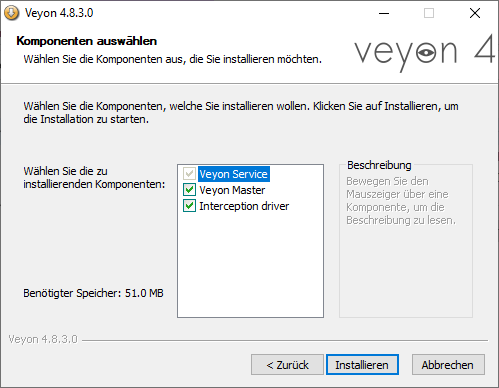 Veyon 4.8.3.0
Komponenten auswählen
Wählen Sie die Komponenten aus, die Sie installieren möchten.
veyon 4
Wählen Sie die Komponenten, welche Sie installieren wollen. Klicken Sie auf Installieren, um
die Installation zu starten.
Wählen Sie die zu
installierenden Komponenten:
Veyon Service
Veyon Master
Interception driver
Beschreibung
Bewegen Sie den
Mauszeiger über eine
Komponente, um die
Beschreibung zu lesen.
Benötigter Speicher: 51.0 MB
Veyon 4.8.3.0
< Zurück
Installieren
Abbrechen